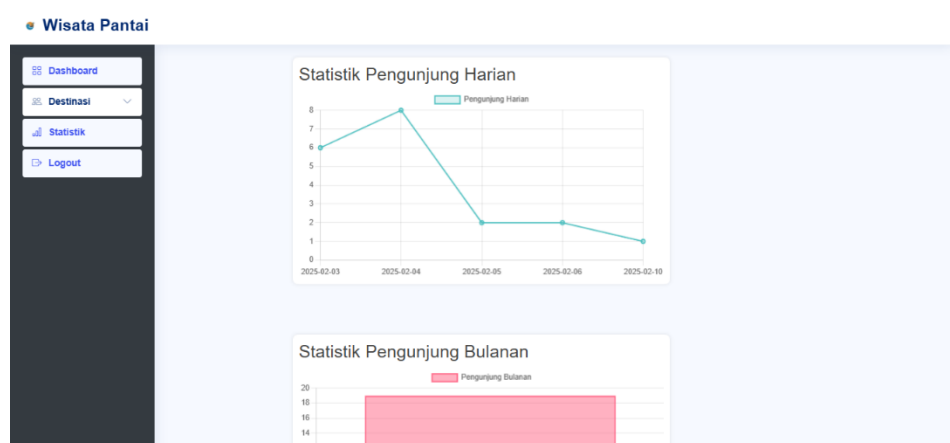 Wisata Pantai
Dashboard
Destinasi
Statistik
Logout
Statistik Pengunjung Harian
Pengunjung Harian
8
7
6
5
4
3
2
1
0
2025-02-03 2025-02-04 2025-02-05 2025-02-06 2025-02-10
Statistik Pengunjung Bulanan
Pengunjung Bulanan
20
18
16
14